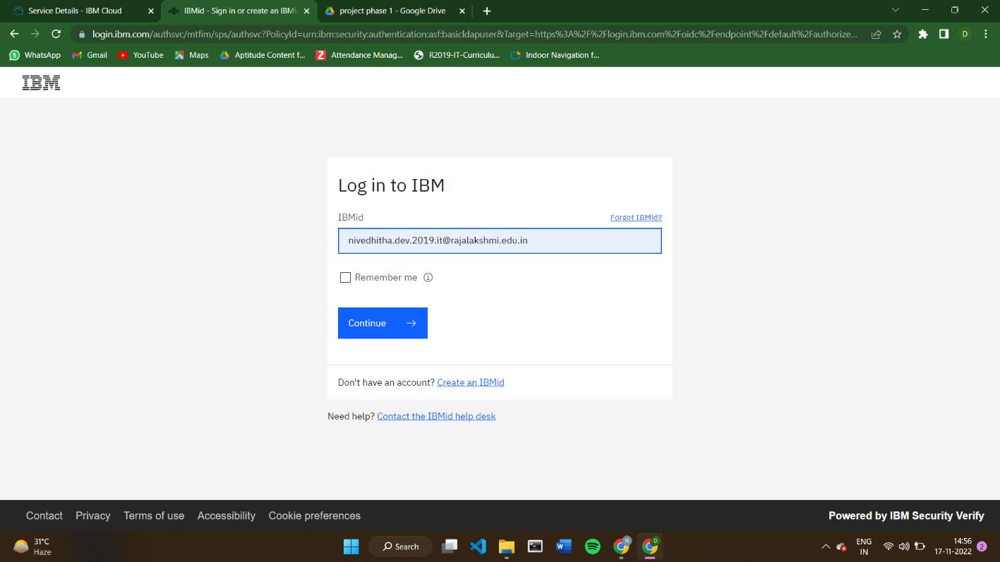 Service Details - IBM Cloud
IBMid - Sign in or create an IBMi
project phase 1 - Google Drive
login.ibm.com/authsvc/mtfim/sps/authsvc?PolicyId=urn:ibm:security:authentication:asf:basicldapuser&Target=https%3A%2F%2Flogin.ibm.com%2Foidc%2Fendpoint%2Fdefault%2Fauthorize...
D
WhatsApp
Gmail
YouTube
Maps
Aptitude Content f...
Z Attendance Manag...
R2019-IT-Curriculu...
Indoor Navigation f...
IBM
Log in to IBM
IBMid
Forgot IBMid?
nivedhitha.dev.2019.it@rajalakshmi.edu.in
Remember me
Continue
Don't have an account? Create an IBMid
Need help? Contact the IBMid help desk
Contact
Privacy
Terms of use
Accessibility
Cookie preferences
Powered by IBM Security Verify
31°C
Haze
Search
W
N
D
ENG
IN
14:56
17-11-2022
2